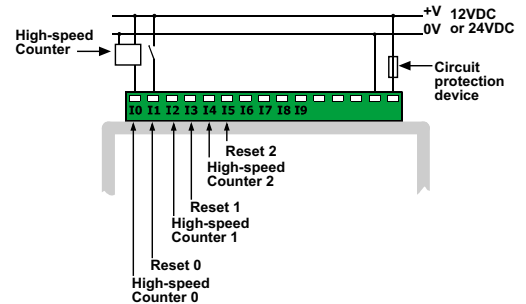 +V 12VDC
0V or 24VDC
High-speed
Counter
Circuit
protection
device
I0 I1 I2 I3 I4 I5 I6 I7 I8 I9
Reset 2
High-speed
Counter 2
Reset 1
High-speed
Counter 1
Reset 0
High-speed
Counter 0